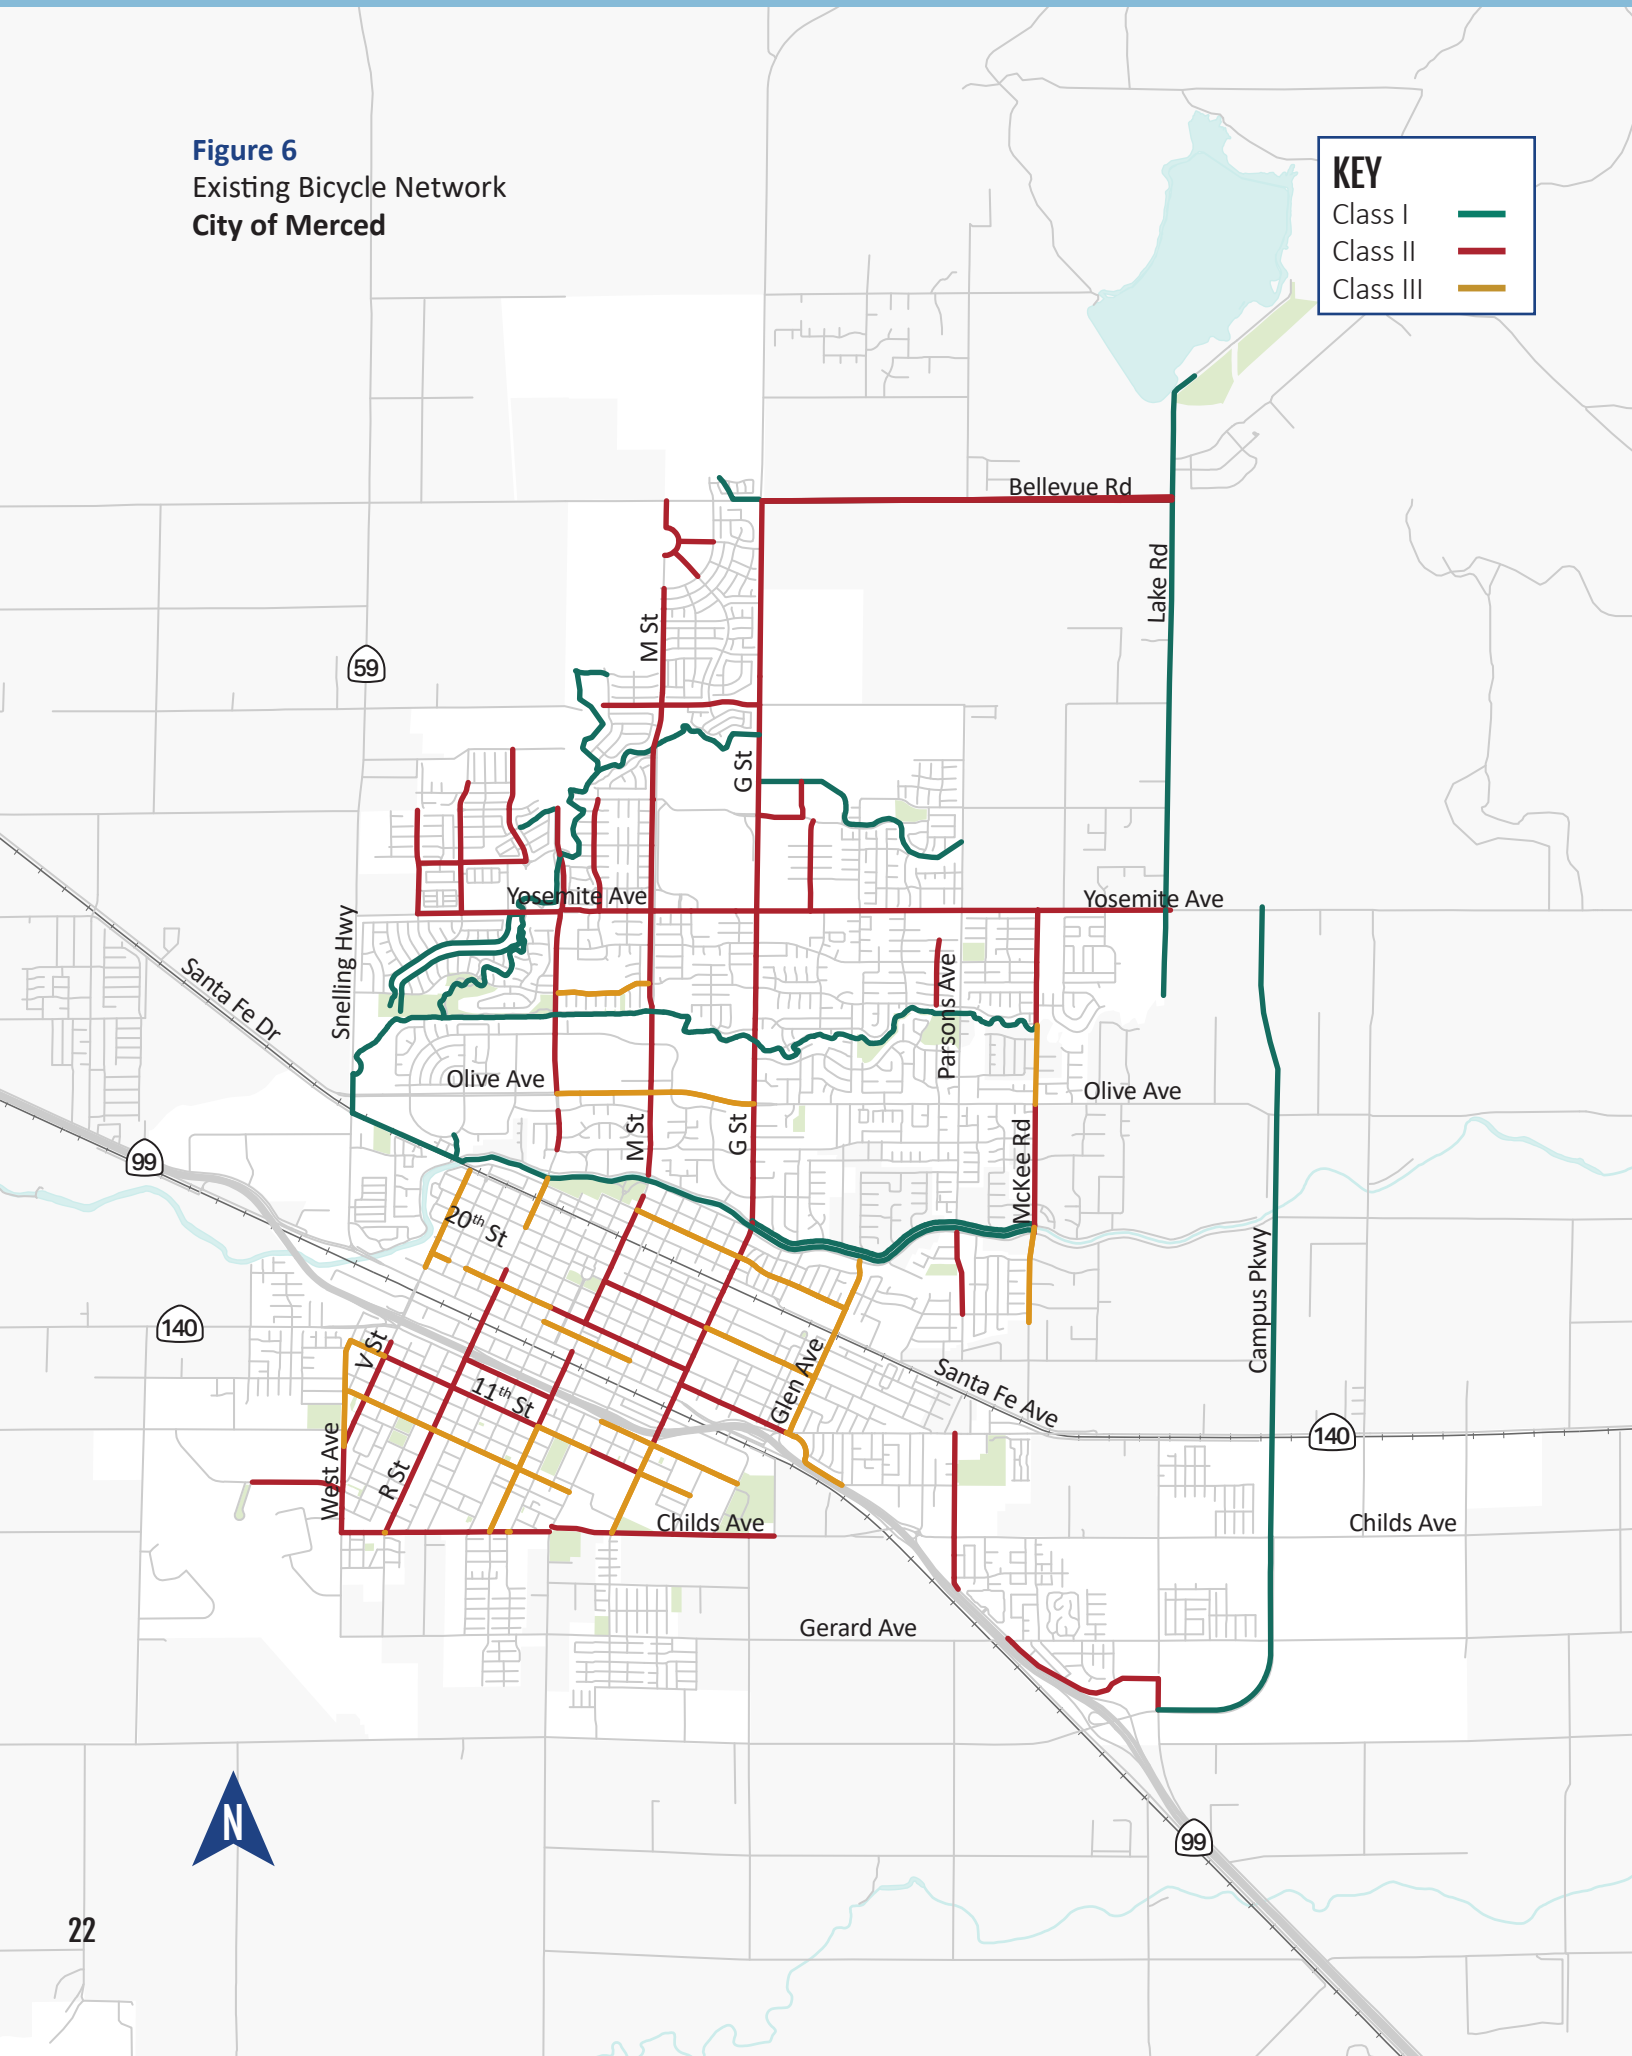 Figure 6
Existing Bicycle Network
City of Merced
KEY
Class I
Class II
Class III
Bellevue Rd
Lake Rd
M St
59
G St
Yosemite Ave
Yosemite Ave
Snelling Hwy
Santa Fe Dr
Parsons Ave
Olive Ave
Olive Ave
M St
G St
McKee Rd
99
20th St
Campus Pkwy
140
V St
Glen Ave
Santa Fe Ave
11th St
140
West Ave
R St
Childs Ave
Childs Ave
Gerard Ave
N
99
22